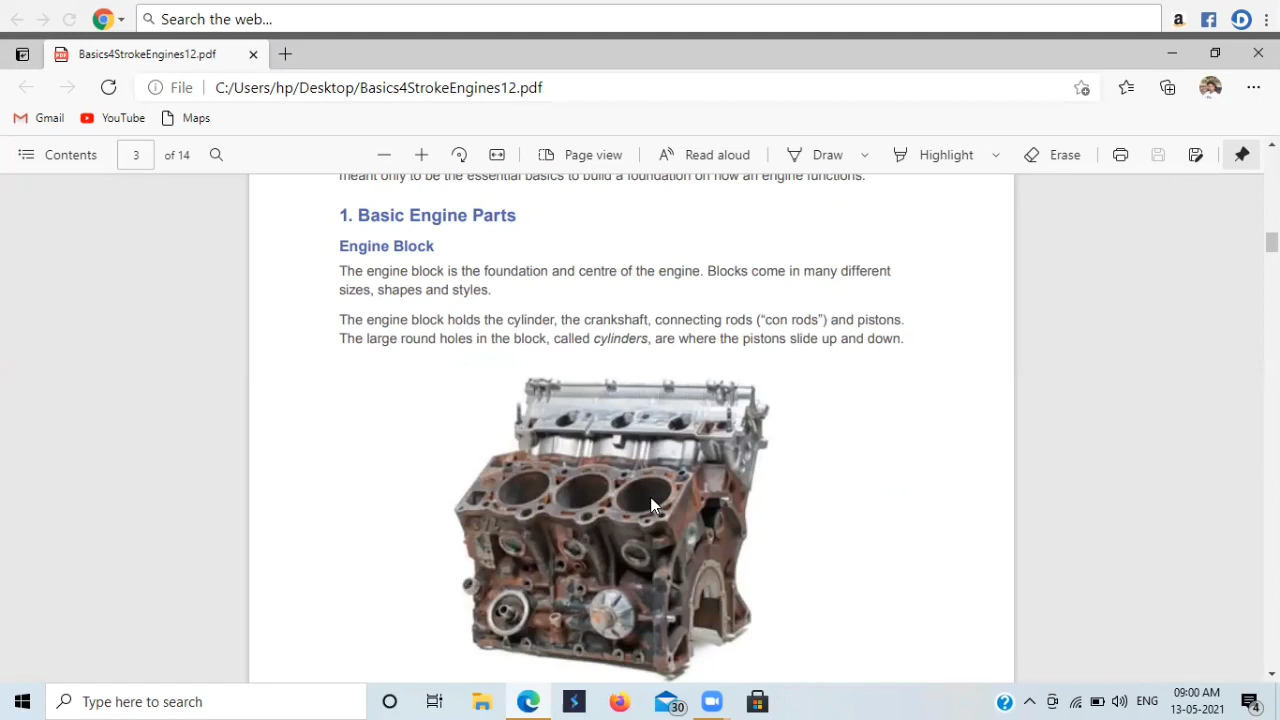 Search the web...
Basics4StrokeEngines12.pdf
File C:/Users/hp/Desktop/Basics4StrokeEngines12.pdf
Gmail YouTube Maps
Contents 3 of 14 Page view Read aloud Draw Highlight Erase
meant only to be the essential basics to build a foundation on how an engine functions.
1. Basic Engine Parts
Engine Block
The engine block is the foundation and centre of the engine. Blocks come in many different
sizes, shapes and styles.
The engine block holds the cylinder, the crankshaft, connecting rods (“con rods”) and pistons.
The large round holes in the block, called cylinders, are where the pistons slide up and down.
Type here to search
30
ENG
09:00 AM
13-05-2021
4